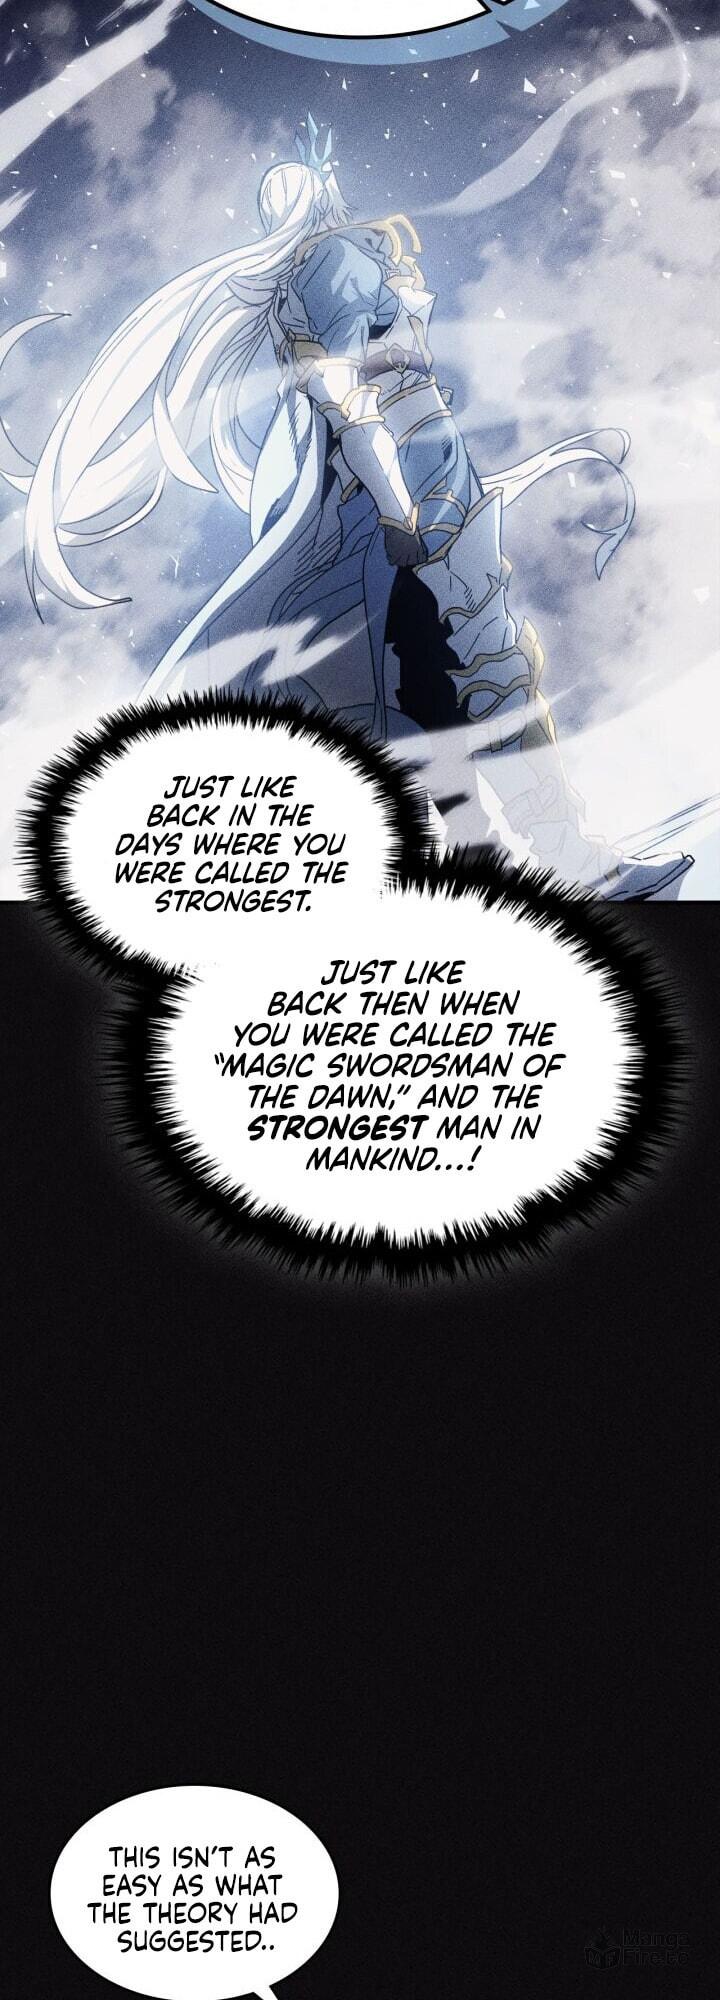 JUST LIKE
BACK IN THE
DAYS WHERE YOU
WERE CALLED THE
STRONGEST.
JUST LIKE
BACK THEN WHEN
YOU WERE CALLED THE
"MAGIC SWORDSMAN OF
THE DAWN," AND THE
STRONGEST MAN IN
MANKIND...!
THIS ISN'T AS
EASY AS WHAT
THE THEORY HAD
SUGGESTED..
Manga
Fire.to